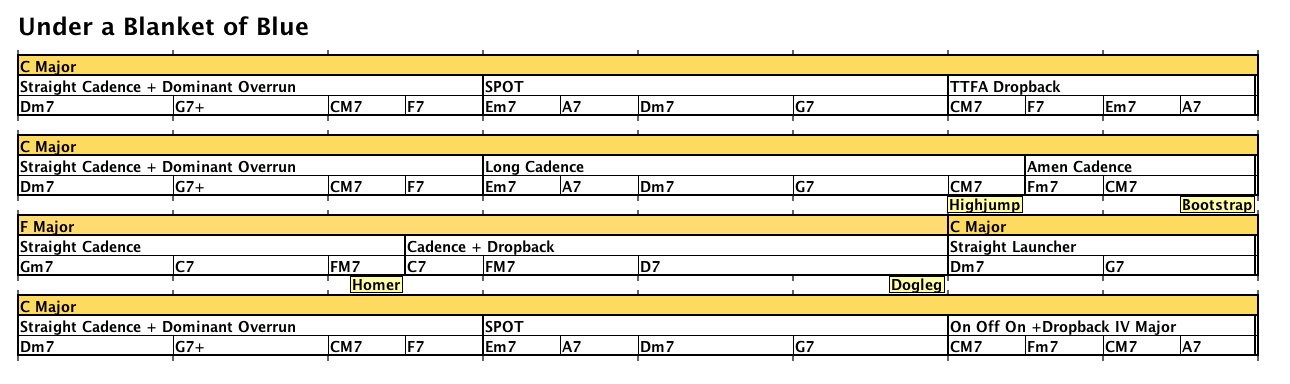 Under a Blanket of Blue
C Major
Straight Cadence + Dominant Overrun SPOT TTFA Dropback
Dm7 G7+ CM7 F7 Em7 A7 Dm7 G7 CM7 F7 Em7 A7
C Major
Straight Cadence + Dominant Overrun Long Cadence Amen Cadence
Dm7 G7+ CM7 F7 Em7 A7 Dm7 G7 CM7 Fm7 CM7
Highjump Bootstrap
F Major C Major
Straight Cadence Cadence + Dropback Straight Launcher
Gm7 C7 FM7 C7 FM7 D7 Dm7 G7
Homer Dogleg
C Major
Straight Cadence + Dominant Overrun SPOT On Off On +Dropback IV Major
Dm7 G7+ CM7 F7 Em7 A7 Dm7 G7 CM7 Fm7 CM7 A7